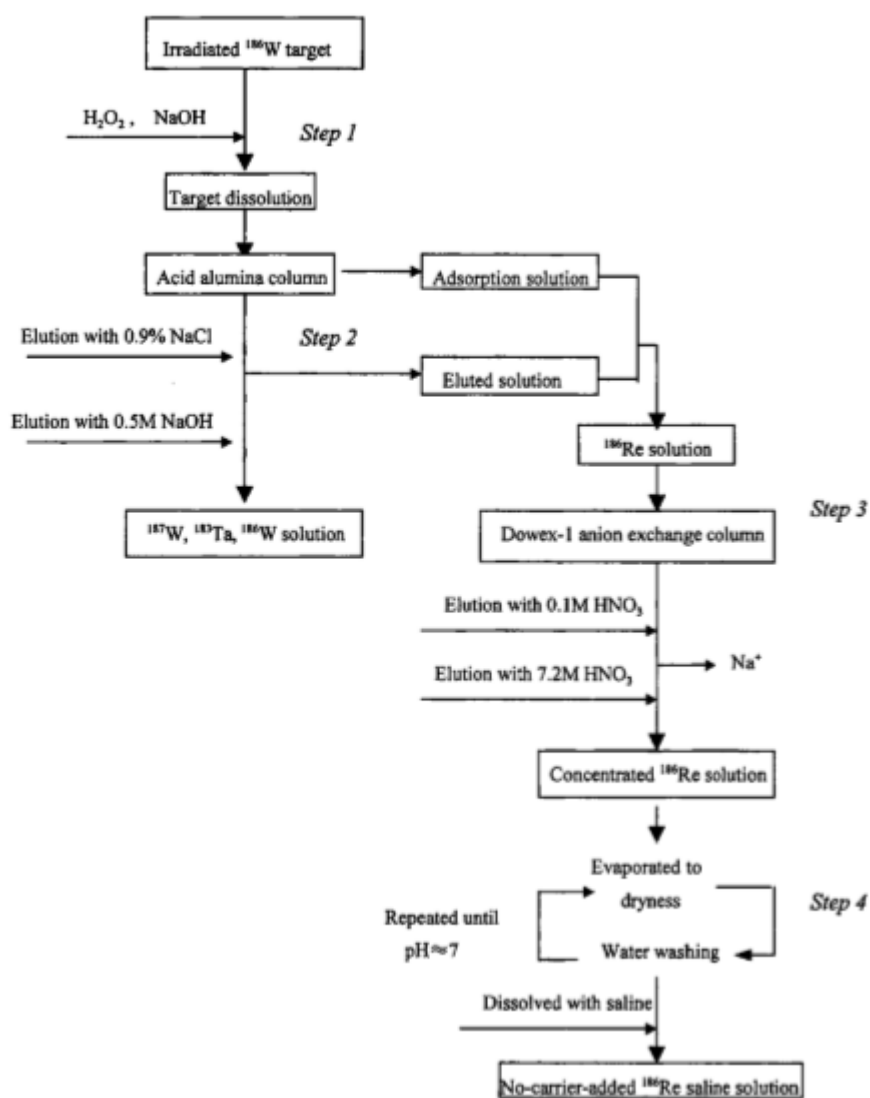 Irradiated ¹⁸⁶W target
H₂O₂ , NaOH
Step 1
Target dissolution
Acid alumina column
Adsorption solution
Elution with 0.9% NaCl
Step 2
Eluted solution
Elution with 0.5M NaOH
¹⁸⁶Re solution
Step 3
¹⁸⁷W, ¹⁸³Ta, ¹⁸⁶W solution
Dowex-1 anion exchange column
Elution with 0.1M HNO₃
Na⁺
Elution with 7.2M HNO₃
Concentrated ¹⁸⁶Re solution
Evaporated to
dryness
Step 4
Repeated until
pH≈7
Water washing
Dissolved with saline
No-carrier-added ¹⁸⁶Re saline solution